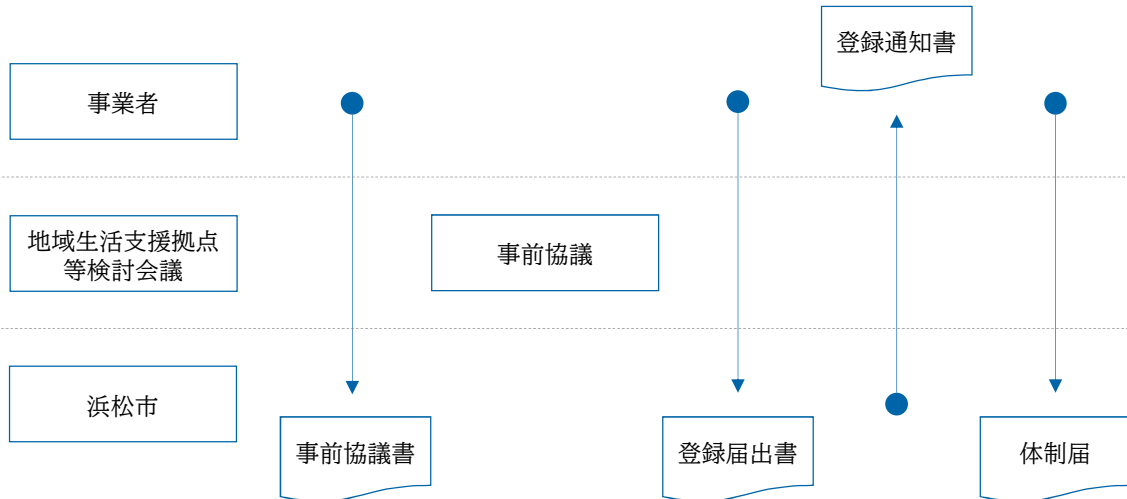 登録通知書
事業者
地域生活支援拠点
等検討会議
事前協議
浜松市
事前協議書
登録届出書
体制届